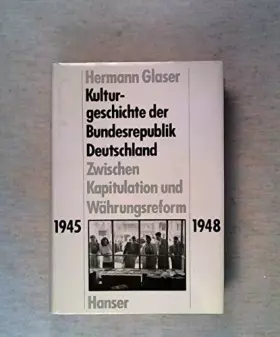 Hermann Glaser
Kultur-
geschichte der
Bundesrepublik
Deutschland
Zwischen
Kapitulation und
Währungsreform
1945 1948
Hanser